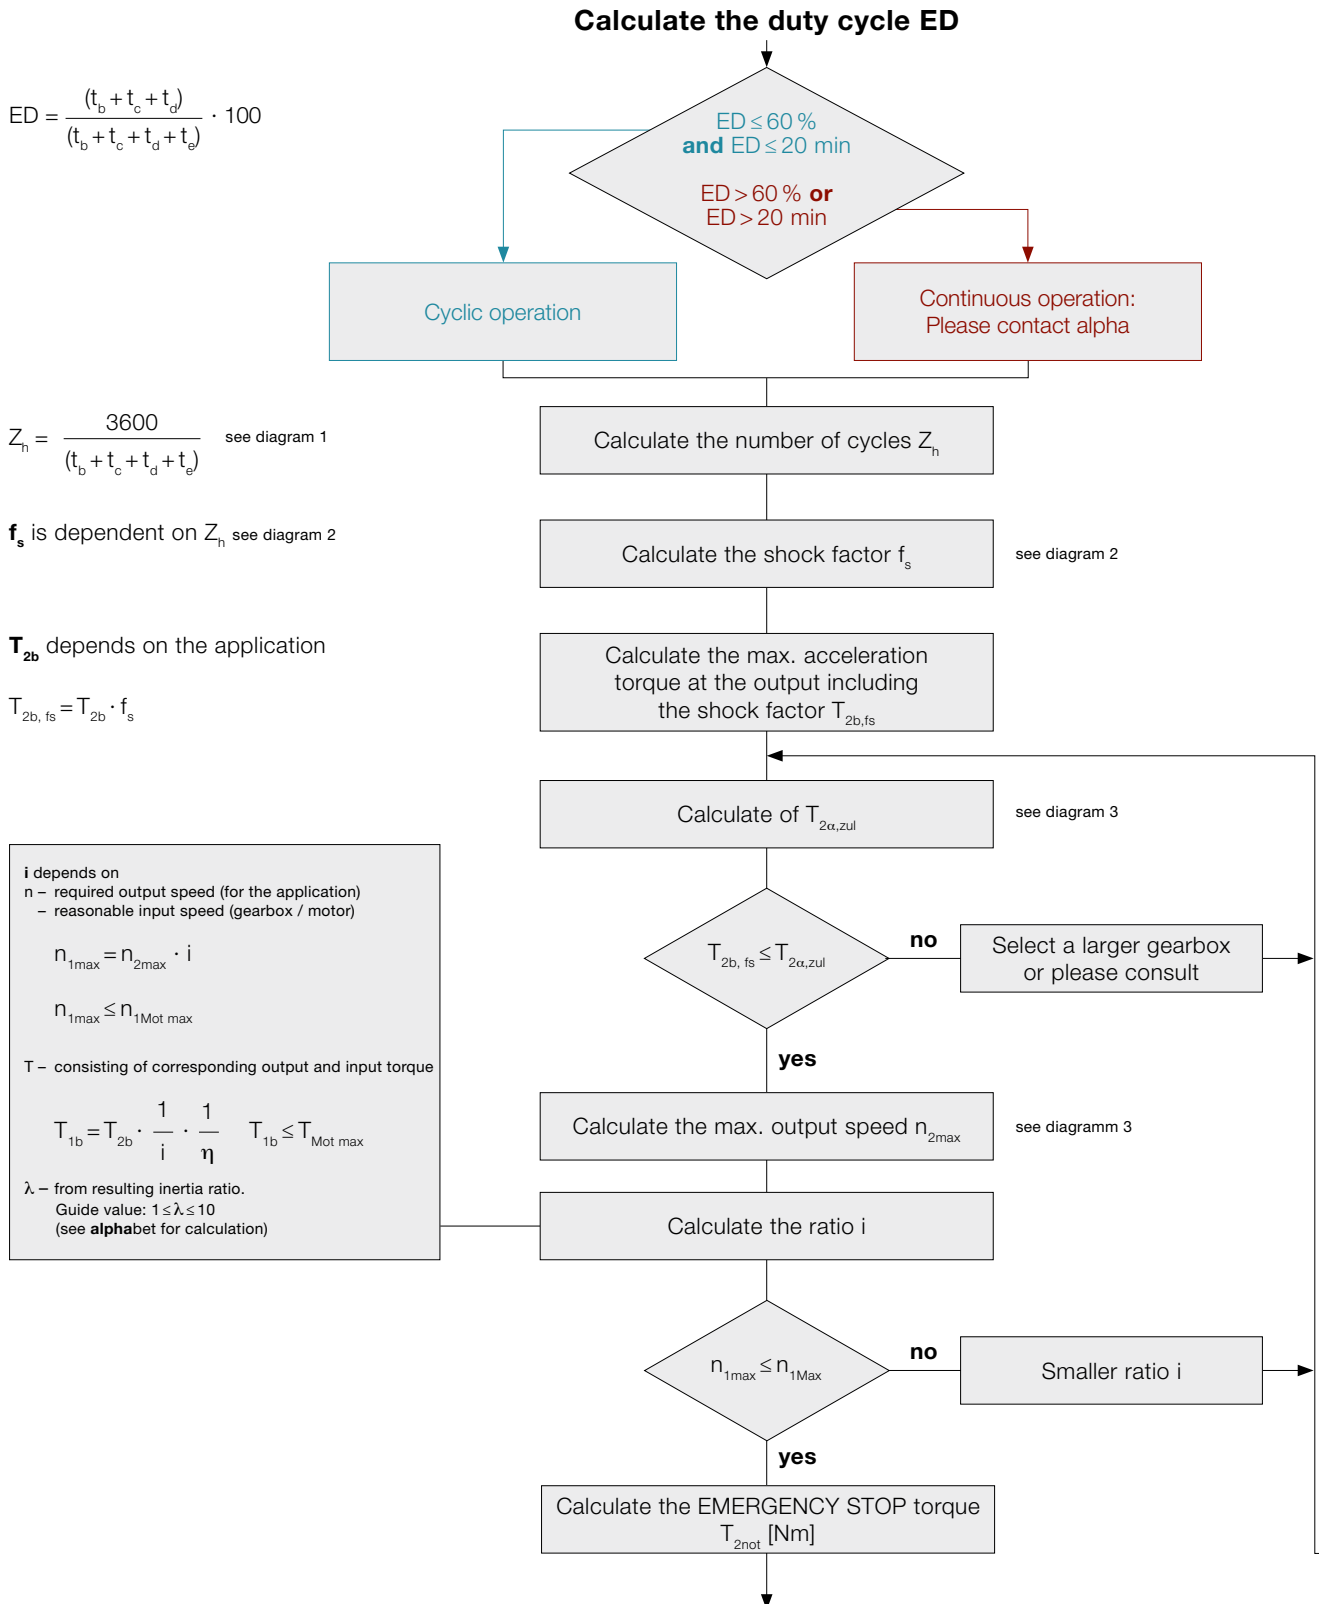 Calculate the duty cycle ED
ED = (t_b + t_c + t_d) / (t_b + t_c + t_d + t_e) · 100
ED ≤ 60 %
and ED ≤ 20 min
ED > 60 % or
ED > 20 min
Cyclic operation
Continuous operation:
Please contact alpha
Z_h = 3600 / (t_b + t_c + t_d + t_e) see diagram 1
Calculate the number of cycles Z_h
f_s is dependent on Z_h see diagram 2
Calculate the shock factor f_s
see diagram 2
T_2b depends on the application
T_2b, fs = T_2b · f_s
Calculate the max. acceleration
torque at the output including
the shock factor T_2b,fs
Calculate of T_2α,zul
see diagram 3
T_2b, fs ≤ T_2α,zul
no
Select a larger gearbox
or please consult
yes
i depends on
n – required output speed (for the application)
– reasonable input speed (gearbox / motor)
n_1max = n_2max · i
n_1max ≤ n_1Mot max
T – consisting of corresponding output and input torque
T_1b = T_2b · 1/i · 1/η T_1b ≤ T_Mot max
λ – from resulting inertia ratio.
Guide value: 1 ≤ λ ≤ 10
(see alphabet for calculation)
Calculate the max. output speed n_2max
see diagramm 3
Calculate the ratio i
n_1max ≤ n_1Max
no
Smaller ratio i
yes
Calculate the EMERGENCY STOP torque
T_2not [Nm]